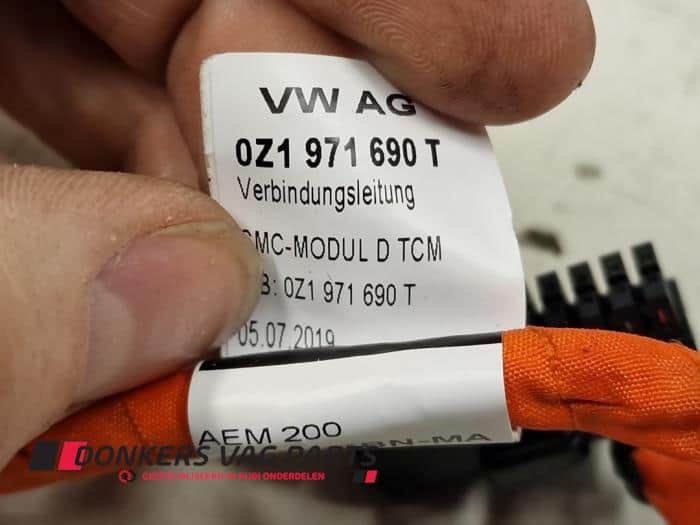 VW AG
0Z1 971 690 T
Verbindungsleitung
MC-MODUL D TCM
: 0Z1 971 690 T
05.07.2019
AEM 200
DONKERS VAG PARTS